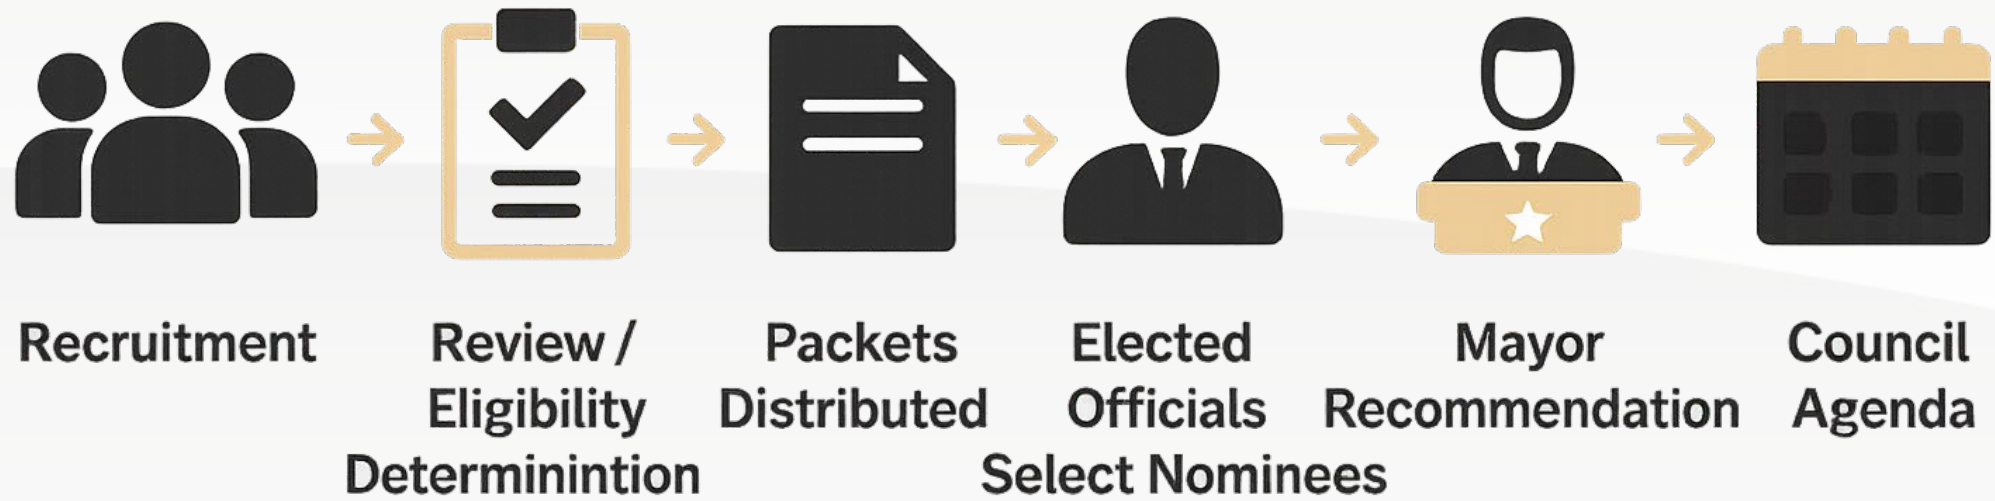 Recruitment
Review /
Eligibility
Determinintion
Packets
Distributed
Elected
Officials
Select Nominees
Mayor
Recommendation
Council
Agenda